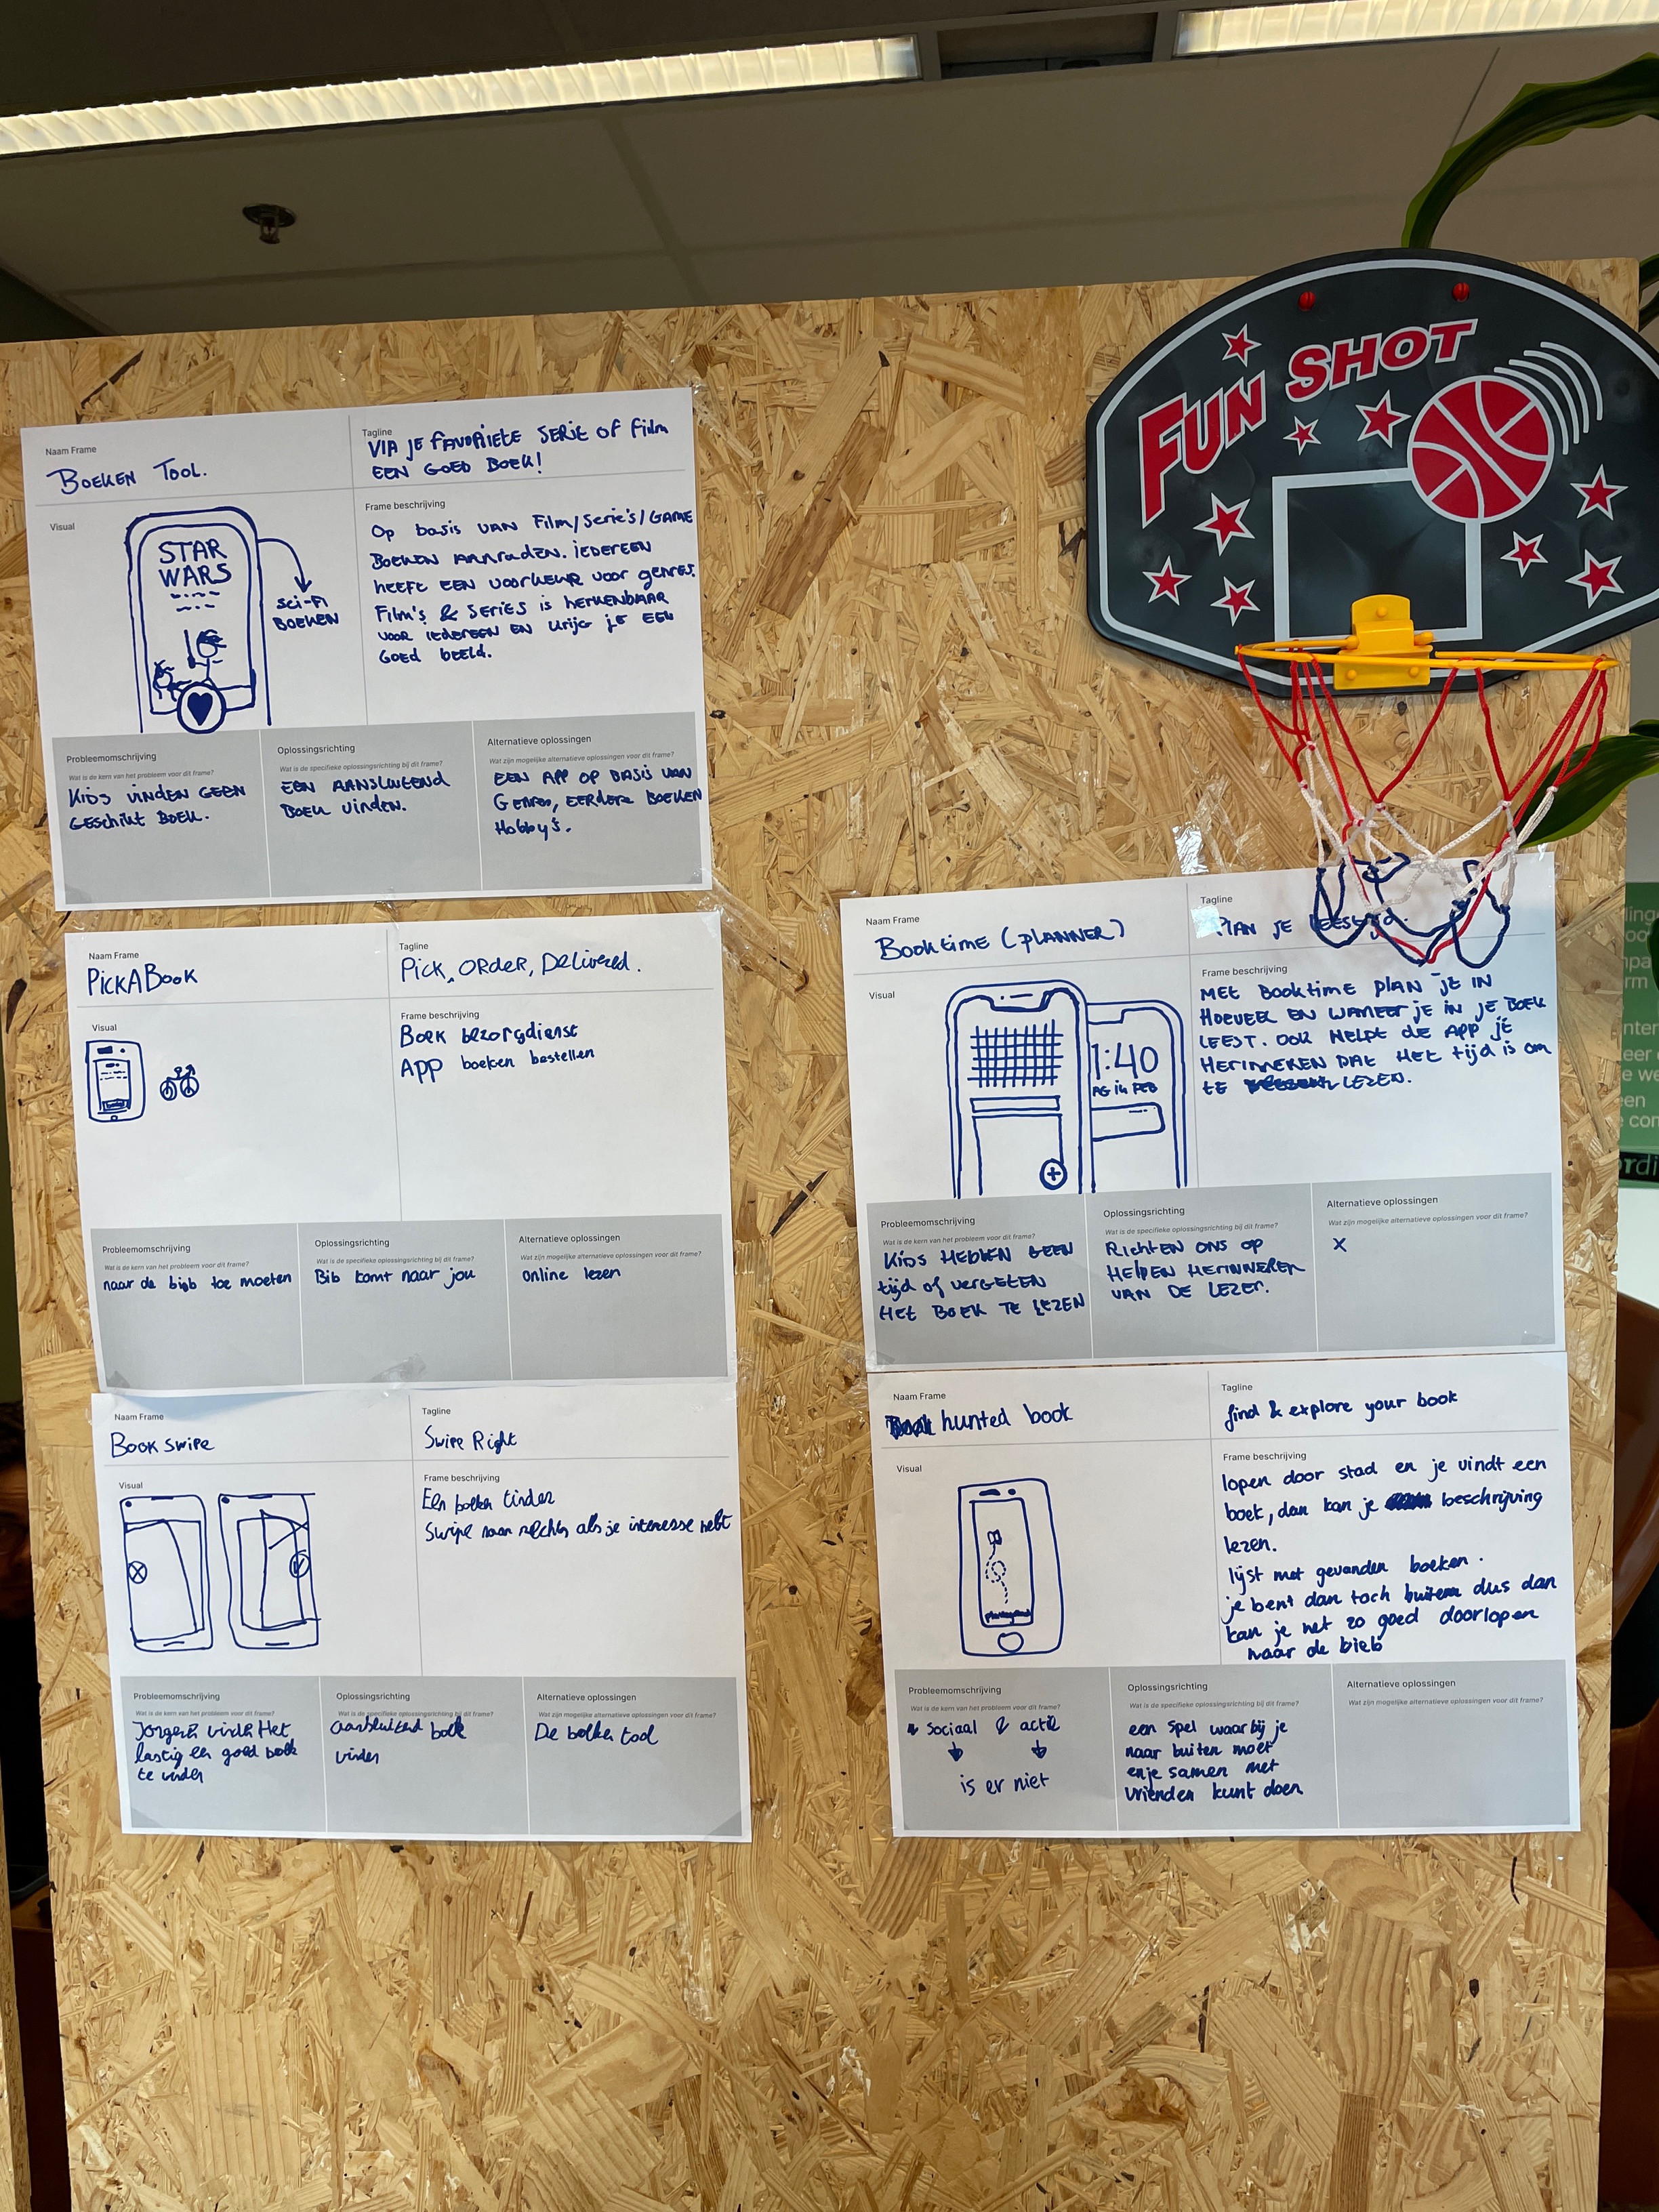 FUN SHOT
Naam Frame
BOEKEN TOOL.
Tagline
VIA JE FAVORIETE SERIE OF Film
EEN GOED BOEK!
Visual
STAR
WARS
SCI-FI
BOEKEN
Frame beschrijving
Op basis VAN Film/Serie's/GAME
BOEKEN AANRADEN. IEDEREEN
HEEFT EEN VOORKEUR VOOR GENRES.
Film's & SERIES is HERKENBAAR
VOOR IEDEREEN EN krijg je EEN
GOED beeld.
Probleemomschrijving
Wat is de kern van het probleem voor dit frame?
Kids VINDEN GEEN
GESCHIKT BOEK.
Oplossingsrichting
Wat is de specifieke oplossingsrichting bij dit frame?
EEN AANSLUITEND
BOEK VINDEN.
Alternatieve oplossingen
Wat zijn mogelijke alternatieve oplossingen voor dit frame?
EEN APP OP BASIS VAN
Genres, EERDERE BOEKEN
Hobby's.
Naam Frame
PICKABOOK
Tagline
Pick, ORdER, Delivered.
Visual
Frame beschrijving
Boek bezorgdienst
APP boeken bestellen
Probleemomschrijving
Wat is de kern van het probleem voor dit frame?
naar de bieb toe moeten
Oplossingsrichting
Wat is de specifieke oplossingsrichting bij dit frame?
Bib komt naar jou
Alternatieve oplossingen
Wat zijn mogelijke alternatieve oplossingen voor dit frame?
online lezen
Naam Frame
Book swipe
Tagline
Swipe Right
Visual
Frame beschrijving
Een boeken tinder
Swipe naar rechts als je interesse hebt
Probleemomschrijving
Wat is de kern van het probleem voor dit frame?
Jongeren vinden Het
lastig een goed boek
te vinden
Oplossingsrichting
Wat is de specifieke oplossingsrichting bij dit frame?
aansluitend boek
vinden
Alternatieve oplossingen
Wat zijn mogelijke alternatieve oplossingen voor dit frame?
De boeken tool
Naam Frame
Booktime (PLANNER)
Tagline
PlAN JE
Visual
1:40
Frame beschrijving
MET BOOKTIME PLAN JE IN
HOEVEEL EN WANEER JE IN JE BOEK
LEEST. OOK HELPT de APP JE
HERINNEREN DAT HET tijd is om
TE LEZEN.
Probleemomschrijving
Wat is de kern van het probleem voor dit frame?
Kids HEBBEN GEEN
tijd of VERGETEN
HET BOEK TE LEZEN
Oplossingsrichting
Wat is de specifieke oplossingsrichting bij dit frame?
RICHTEN ONS OP
HELPEN HERINNEREN
VAN DE LEZER.
Alternatieve oplossingen
Wat zijn mogelijke alternatieve oplossingen voor dit frame?
X
Naam Frame
hunted book
Tagline
find & explore your book
Visual
Frame beschrijving
lopen door stad en je vindt een
boek, dan kan je beschrijving
lezen.
lijst met gevonden boeken.
je bent dan toch buiten dus dan
kan je net zo goed doorlopen
naar de bieb
Probleemomschrijving
Wat is de kern van het probleem voor dit frame?
Sociaal & actie
is er niet
Oplossingsrichting
Wat is de specifieke oplossingsrichting bij dit frame?
een spel waarbij je
naar buiten moet
en je samen met
vrienden kunt doen
Alternatieve oplossingen
Wat zijn mogelijke alternatieve oplossingen voor dit frame?